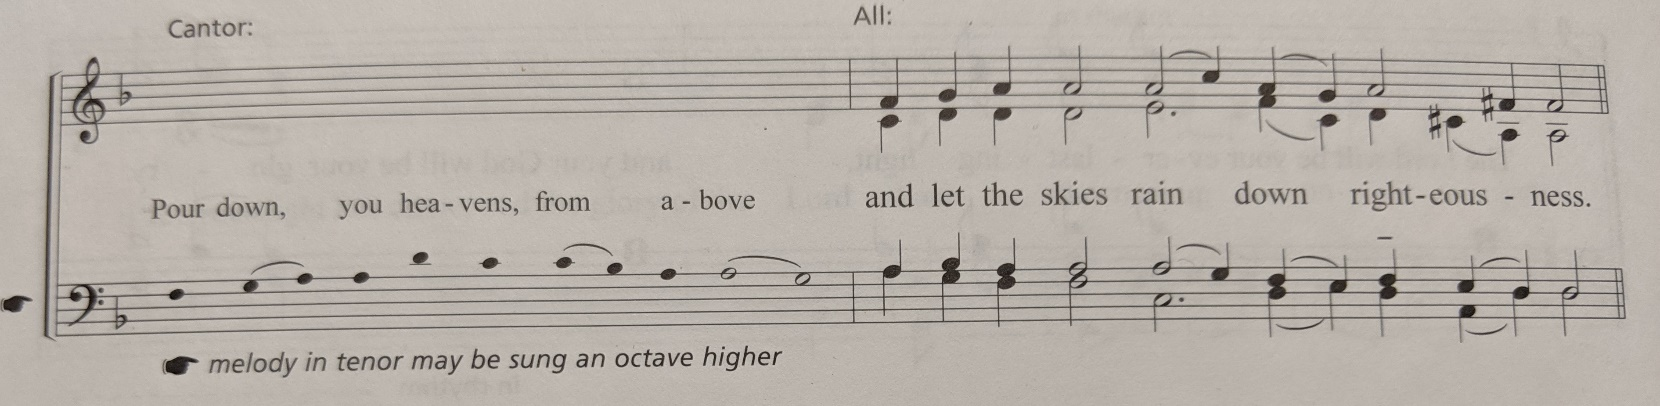 Cantor:
All:
Pour down, you hea - vens, from a - bove and let the skies rain down right - eous - ness.
melody in tenor may be sung an octave higher